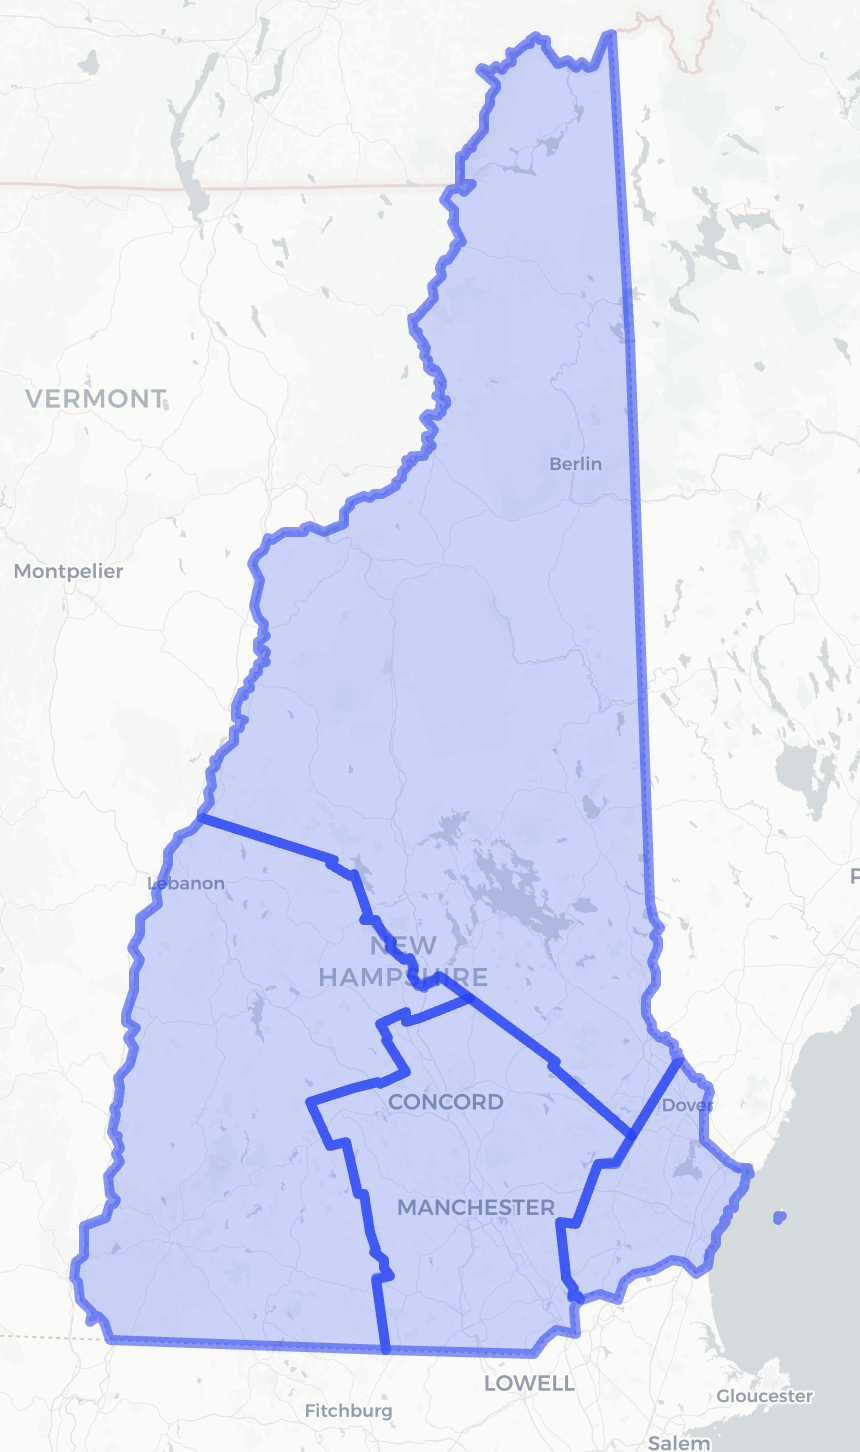 VERMONT
Berlin
Montpelier
Lebanon
NEW
HAMPSHIRE
CONCORD
Dover
MANCHESTER
LOWELL
Fitchburg
Gloucester
Salem